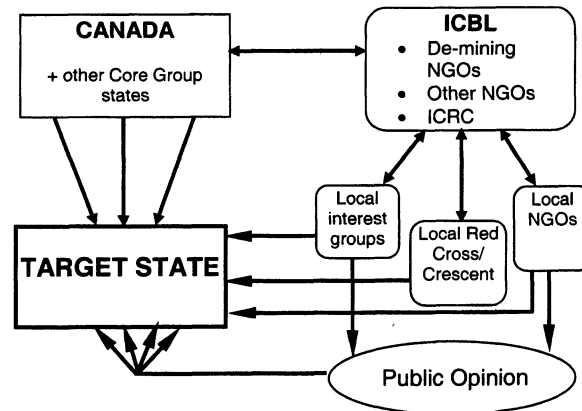 CANADA
+ other Core Group
states
ICBL
• De-mining
NGOs
• Other NGOs
• ICRC
Local
interest
groups
Local Red
Cross/
Crescent
Local
NGOs
TARGET STATE
Public Opinion